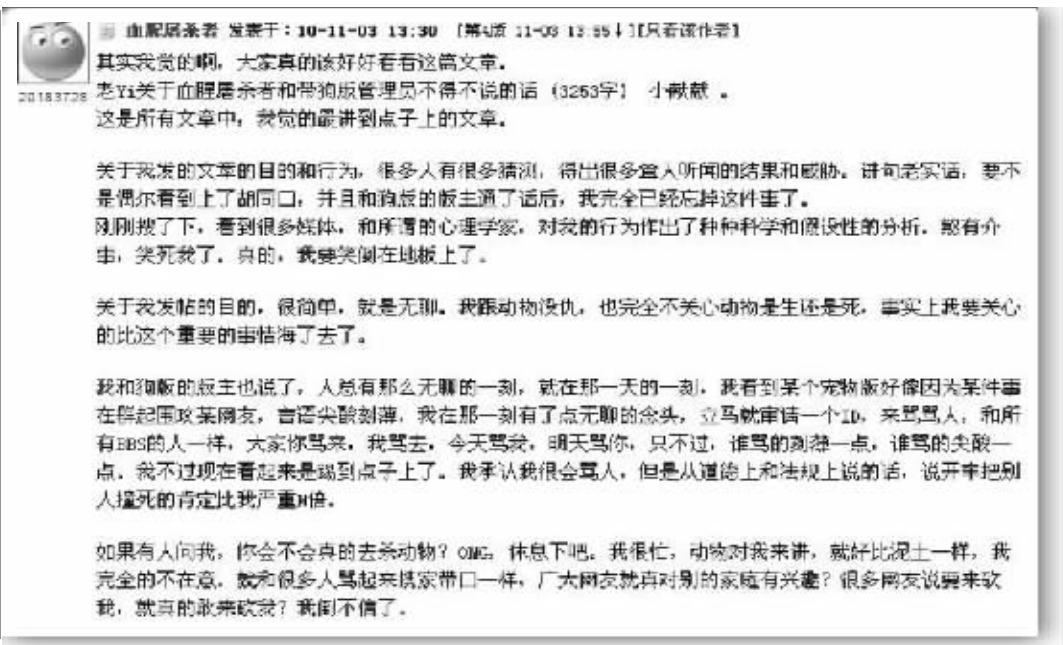 血腥屠杀者 发表于：10-11-03 13:30 [第4版 11-03 13:55↓][只看该作者]
其实我觉的啊，大家真的该好好看看这篇文章。
20183728 老Yi关于血腥屠杀者和带狗版管理员不得不说的话 (3253字) 小献献 。
这是所有文章中，我觉的最讲到点子上的文章。
关于我发的文章的目的和行为，很多人有很多猜测，得出很多耸人听闻的结果和威胁。讲句老实话，要不
是偶尔看到上了胡同口，并且和狗版的版主通了话后，我完全已经忘掉这件事了。
刚刚搜了下，看到很多媒体，和所谓的心理学家，对我的行为作出了种种科学和假设性的分析。煞有介
事，笑死我了。真的，我要笑倒在地板上了。
关于我发帖的目的，很简单，就是无聊。我跟动物没仇，也完全不关心动物是生还是死，事实上我要关心
的比这个重要的事情海了去了。
我和狗版的版主也说了，人总有那么无聊的一刻，就在那一天的一刻，我看到某个宠物版好像因为某件事
在群起围攻某网友，言语尖酸刻薄，我在那一刻有了点无聊的念头，立马就申请一个ID，来骂骂人，和所
有BBS的人一样，大家你骂来，我骂去，今天骂我，明天骂你，只不过，谁骂的刻薄一点，谁骂的尖酸一
点。我不过现在看起来是踢到点子上了。我承认我很会骂人，但是从道德上和法规上说的话，说开车把别
人撞死的肯定比我严重N倍。
如果有人问我，你会不会真的去杀动物？OMG，休息下吧。我很忙，动物对我来讲，就好比泥土一样，我
完全的不在意，就和很多人骂起来携家带口一样，广大网友就真对别的家庭有兴趣？很多网友说要来砍
我，就真的敢来砍我？我倒不信了。